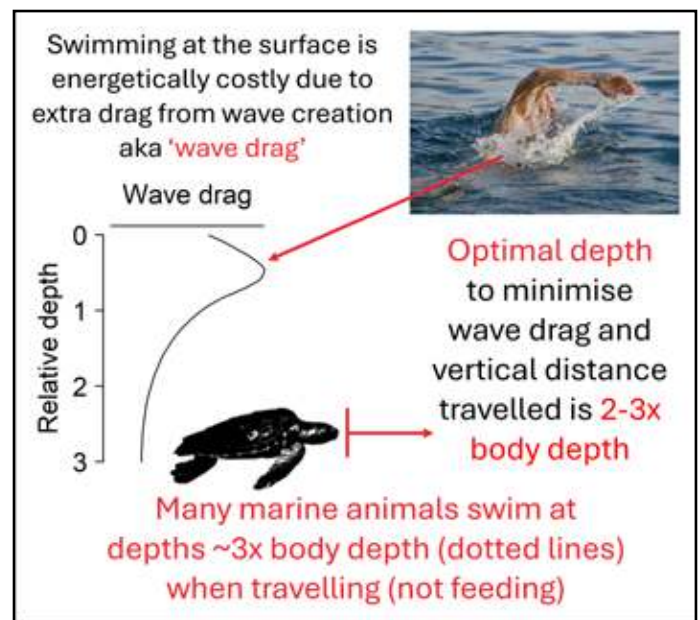 Swimming at the surface is
energetically costly due to
extra drag from wave creation
aka ‘wave drag’
Wave drag
0
1
2
3
Relative depth
Optimal depth
to minimise
wave drag and
vertical distance
travelled is 2-3x
body depth
Many marine animals swim at
depths ~3x body depth (dotted lines)
when travelling (not feeding)